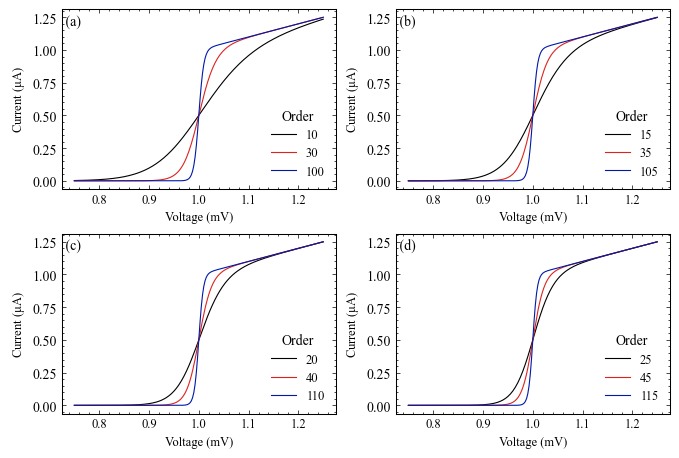 (a)
1.25
1.00
0.75
0.50
0.25
0.00
Current (μA)
Order
10
30
100
0.8 0.9 1.0 1.1 1.2
Voltage (mV)
(b)
1.25
1.00
0.75
0.50
0.25
0.00
Current (μA)
Order
15
35
105
0.8 0.9 1.0 1.1 1.2
Voltage (mV)
(c)
1.25
1.00
0.75
0.50
0.25
0.00
Current (μA)
Order
20
40
110
0.8 0.9 1.0 1.1 1.2
Voltage (mV)
(d)
1.25
1.00
0.75
0.50
0.25
0.00
Current (μA)
Order
25
45
115
0.8 0.9 1.0 1.1 1.2
Voltage (mV)